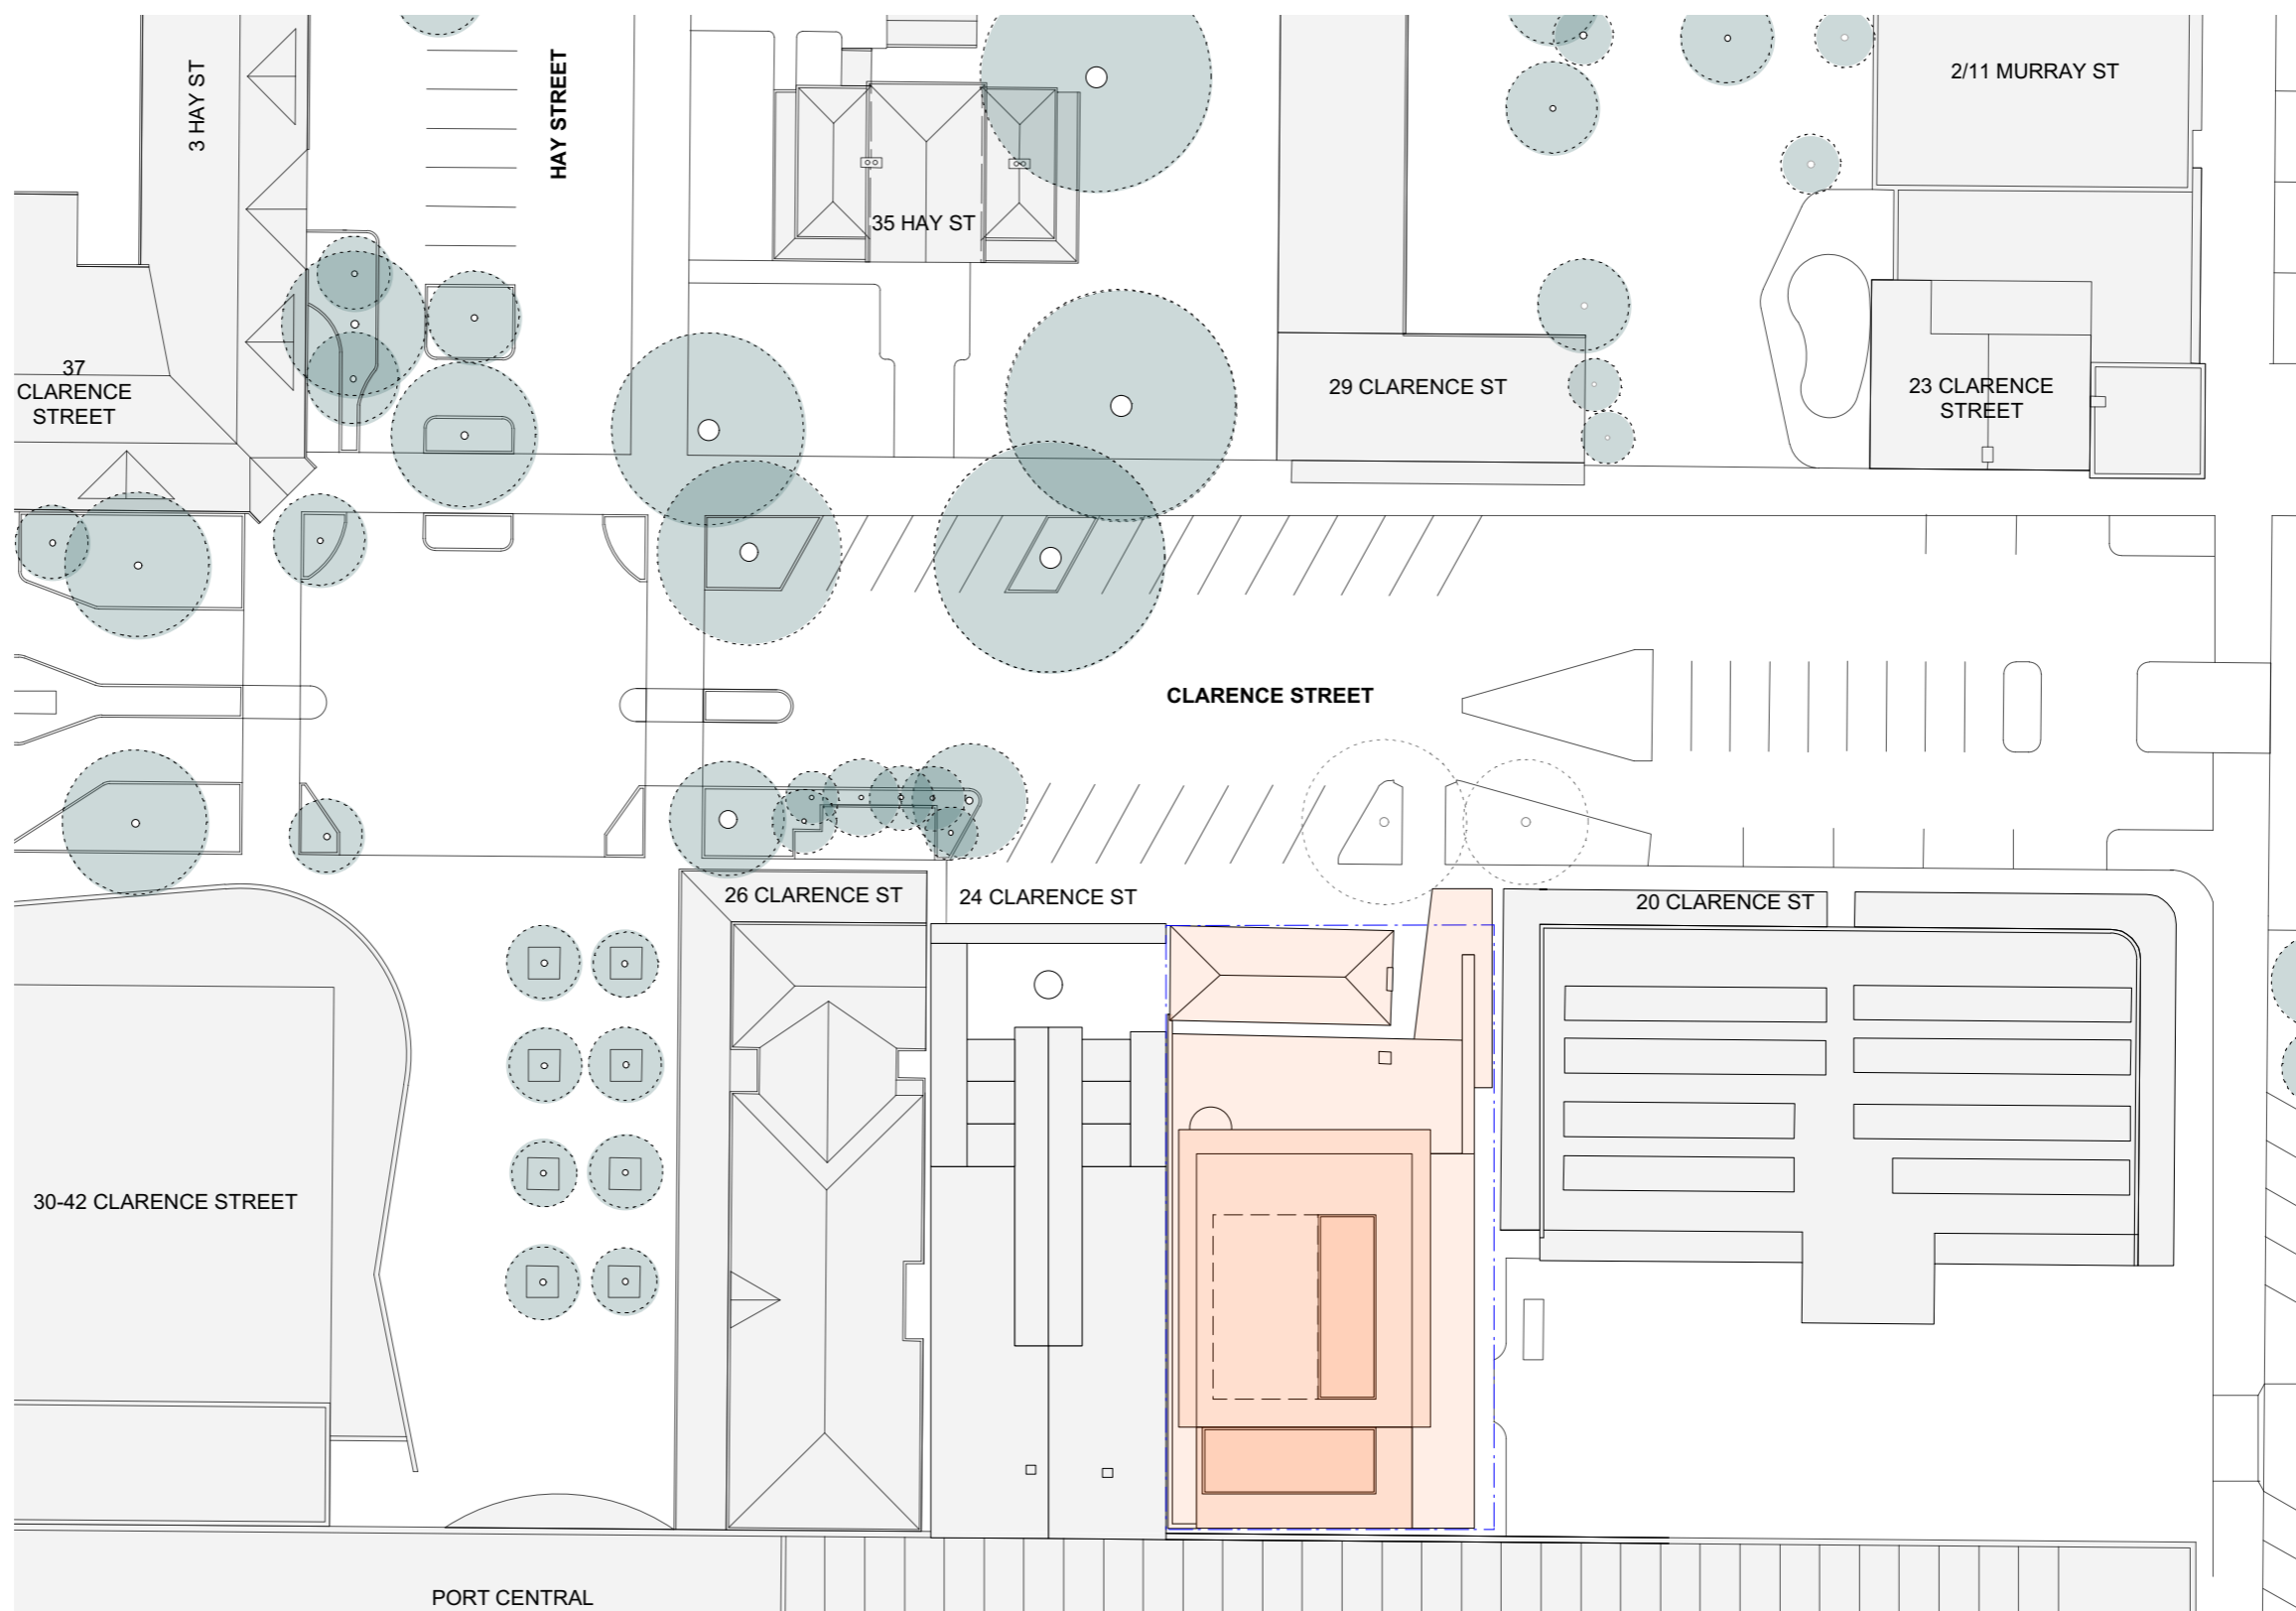 3 HAY ST
HAY STREET
2/11 MURRAY ST
35 HAY ST
37
CLARENCE
STREET
29 CLARENCE ST
23 CLARENCE
STREET
CLARENCE STREET
26 CLARENCE ST
24 CLARENCE ST
20 CLARENCE ST
30-42 CLARENCE STREET
PORT CENTRAL